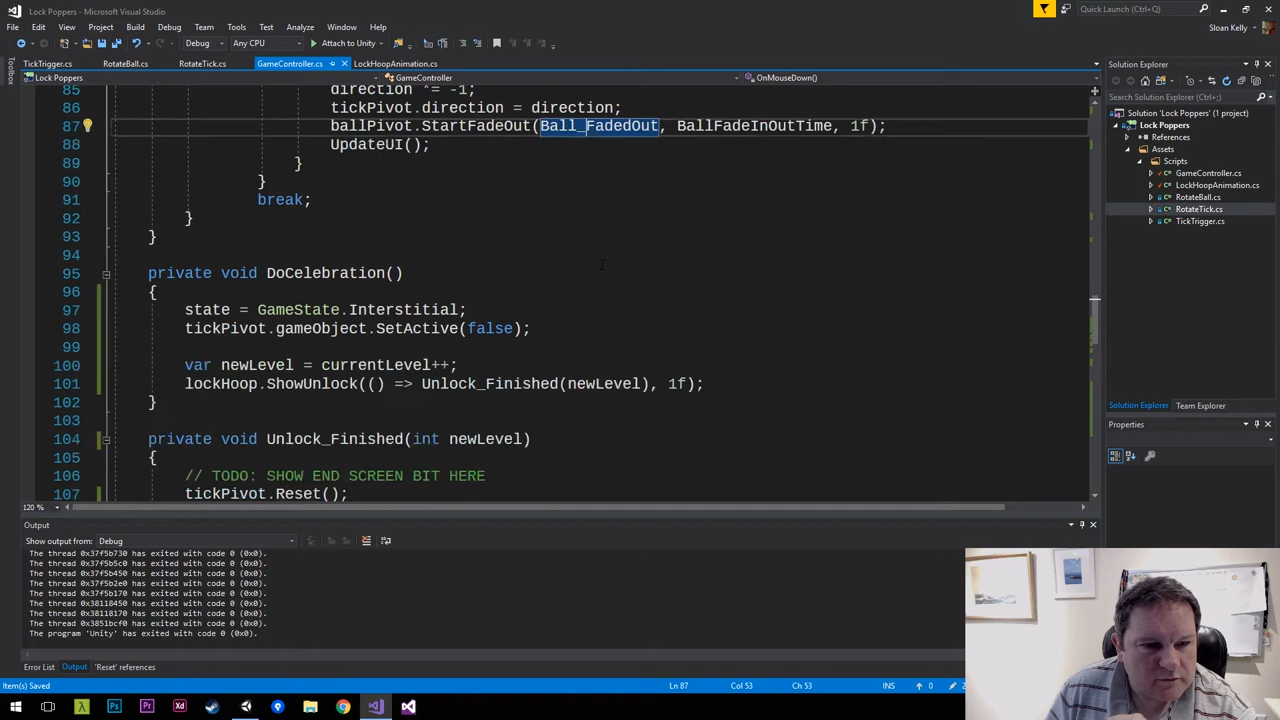 Lock Poppers - Microsoft Visual Studio
Quick Launch (Ctrl+Q)
File Edit View Project Build Debug Team Tools Test Analyze Window Help
Sloan Kelly
Debug Any CPU Attach to Unity
Toolbox
TickTrigger.cs RotateBall.cs RotateTick.cs GameController.cs LockHoopAnimation.cs
Lock Poppers GameController OnMouseDown()
85 direction *= -1;
86 tickPivot.direction = direction;
87 ballPivot.StartFadeOut(Ball_FadedOut, BallFadeInOutTime, 1f);
88 UpdateUI();
89 }
90 }
91 break;
92 }
93 }
94
95 private void DoCelebration()
96 {
97 state = GameState.Interstitial;
98 tickPivot.gameObject.SetActive(false);
99
100 var newLevel = currentLevel++;
101 lockHoop.ShowUnlock(() => Unlock_Finished(newLevel), 1f);
102 }
103
104 private void Unlock_Finished(int newLevel)
105 {
106 // TODO: SHOW END SCREEN BIT HERE
107 tickPivot.Reset();
120 %
Output
Show output from: Debug
The thread 0x37f5b730 has exited with code 0 (0x0).
The thread 0x37f5b5c0 has exited with code 0 (0x0).
The thread 0x37f5b450 has exited with code 0 (0x0).
The thread 0x37f5b2e0 has exited with code 0 (0x0).
The thread 0x37f5b170 has exited with code 0 (0x0).
The thread 0x38118450 has exited with code 0 (0x0).
The thread 0x38118170 has exited with code 0 (0x0).
The thread 0x3851bcf0 has exited with code 0 (0x0).
The program 'Unity' has exited with code 0 (0x0).
Error List Output 'Reset' references
Item(s) Saved Ln 87 Col 53 Ch 53 INS 0 2
Solution Explorer
Search Solution Explorer (Ctrl+;)
Solution 'Lock Poppers' (1 project)
Lock Poppers
References
Assets
Scripts
GameController.cs
LockHoopAnimation.cs
RotateBall.cs
RotateTick.cs
TickTrigger.cs
Solution Explorer Team Explorer
Properties